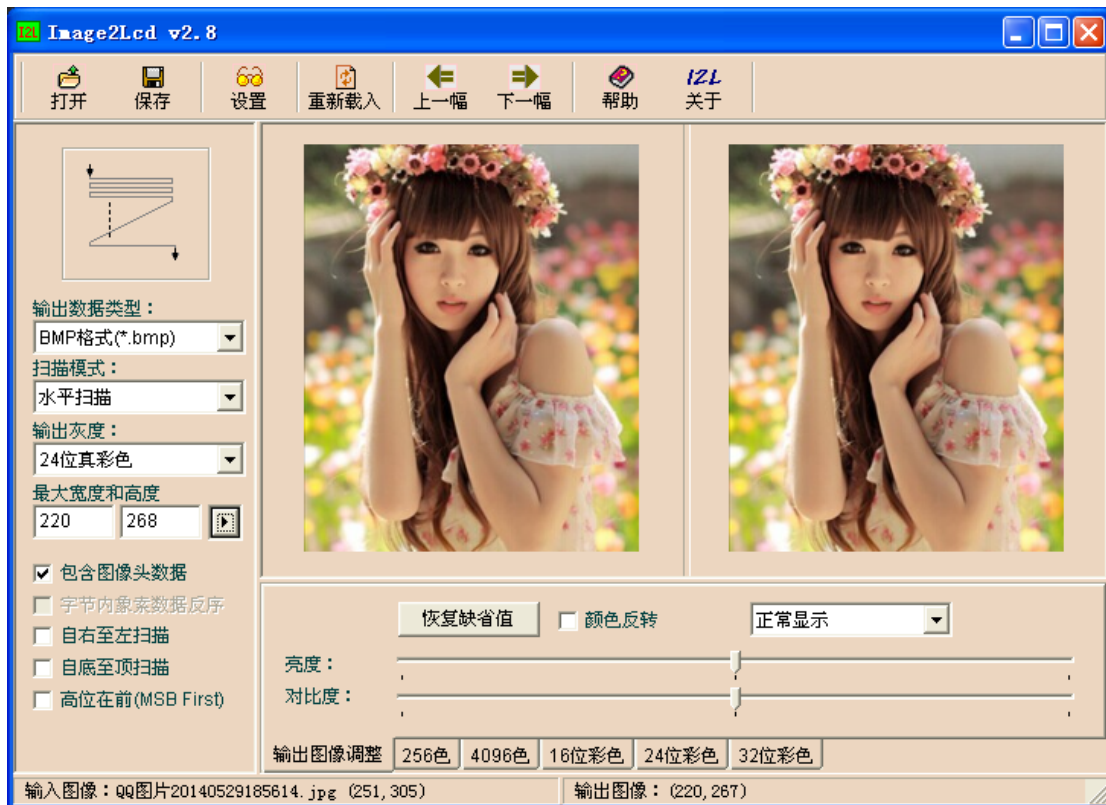 Image2Lcd v2.8
打开 保存 设置 重新载入 上一幅 下一幅 帮助 关于
I2L
输出数据类型：
BMP格式(*.bmp)
扫描模式：
水平扫描
输出灰度：
24位真彩色
最大宽度和高度
220 268
包含图像头数据
字节内象素数据反序
自右至左扫描
自底至顶扫描
高位在前(MSB First)
恢复缺省值 颜色反转 正常显示
亮度：
对比度：
输出图像调整 256色 4096色 16位彩色 24位彩色 32位彩色
输入图像：QQ图片20140529185614.jpg (251,305) 输出图像：(220,267)